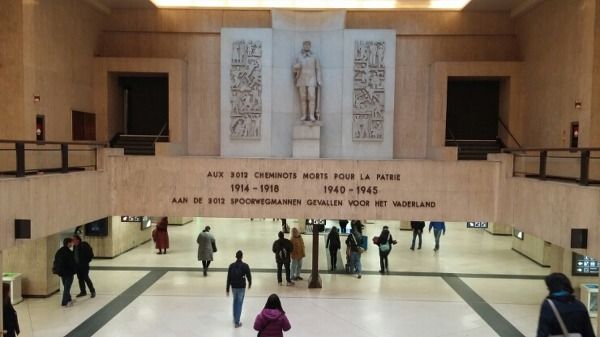 AUX 3012 CHEMINOTS MORTS POUR LA PATRIE
1914 - 1918 1940 - 1945
AAN DE 3012 SPOORWEGMANNEN GEVALLEN VOOR HET VADERLAND